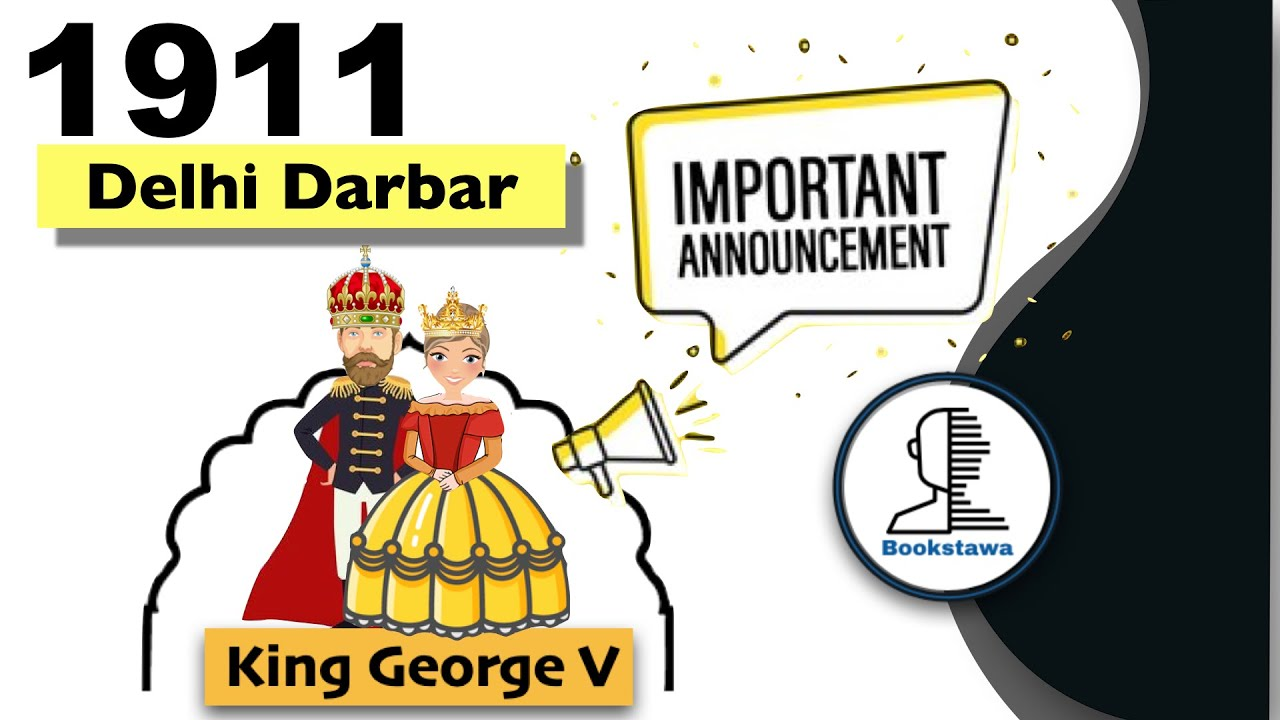 1911
Delhi Darbar
IMPORTANT
ANNOUNCEMENT
Bookstawa
King George V